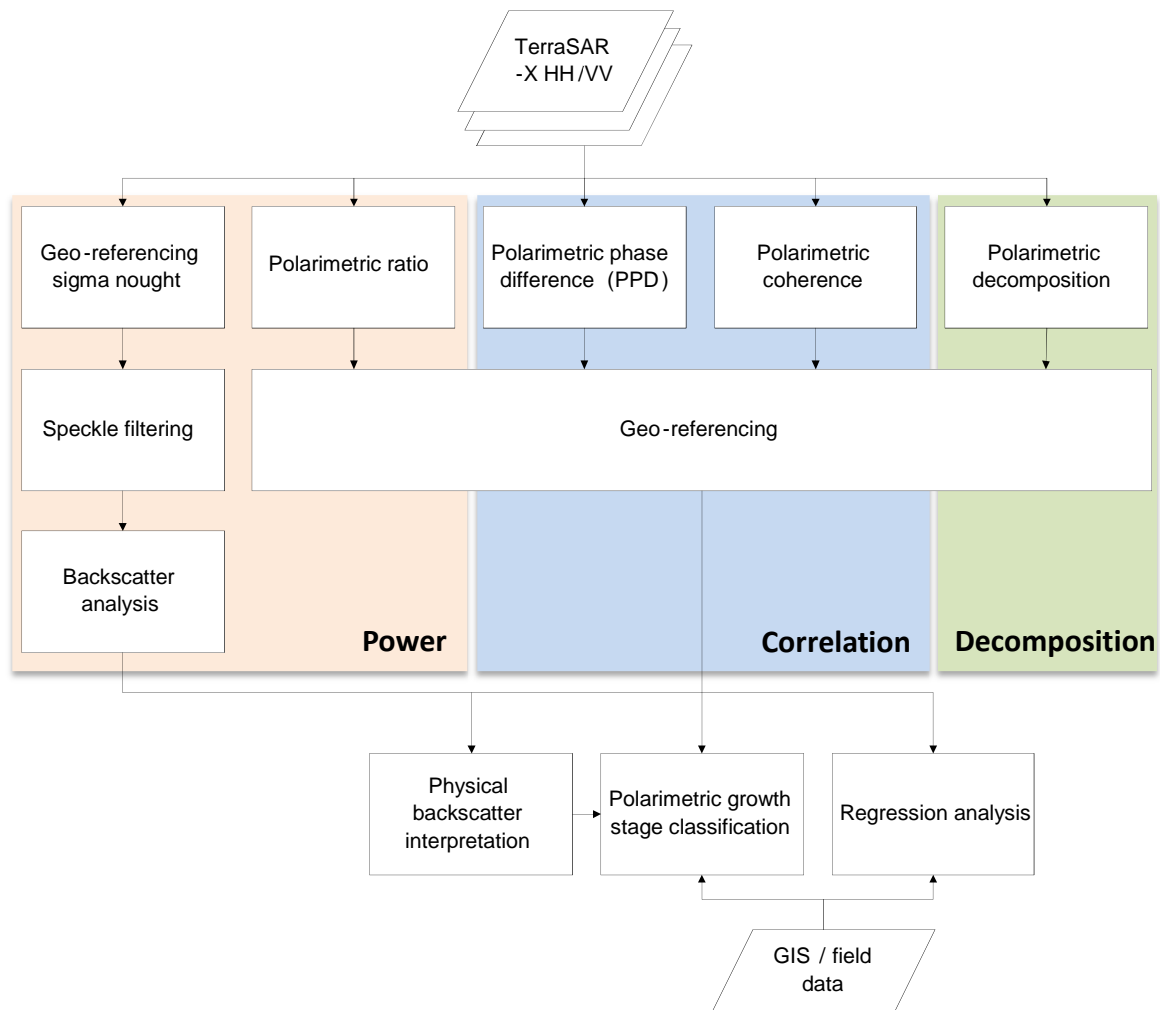 TerraSAR
-X HH/VV
Geo-referencing
sigma nought
Polarimetric ratio
Polarimetric phase
difference (PPD)
Polarimetric
coherence
Polarimetric
decomposition
Speckle filtering
Geo-referencing
Backscatter
analysis
Power
Correlation
Decomposition
Physical
backscatter
interpretation
Polarimetric growth
stage classification
Regression analysis
GIS / field
data